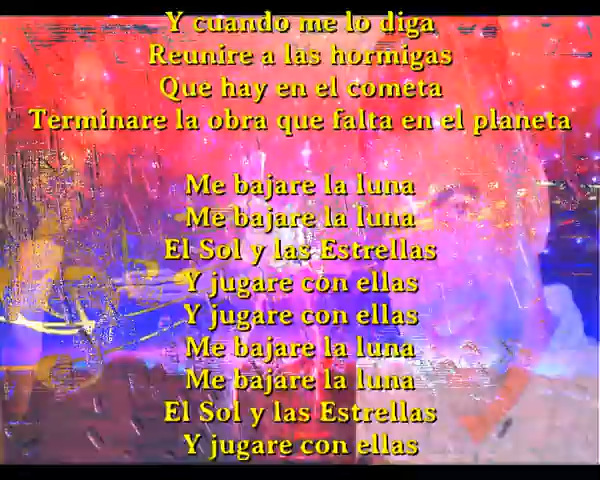 Y cuando me lo diga
Reunire a las hormigas
Que hay en el cometa
Terminare la obra que falta en el planeta
Me bajare la luna
Me bajare la luna
El Sol y las Estrellas
Y jugare con ellas
Y jugare con ellas
Me bajare la luna
Me bajare la luna
El Sol y las Estrellas
Y jugare con ellas